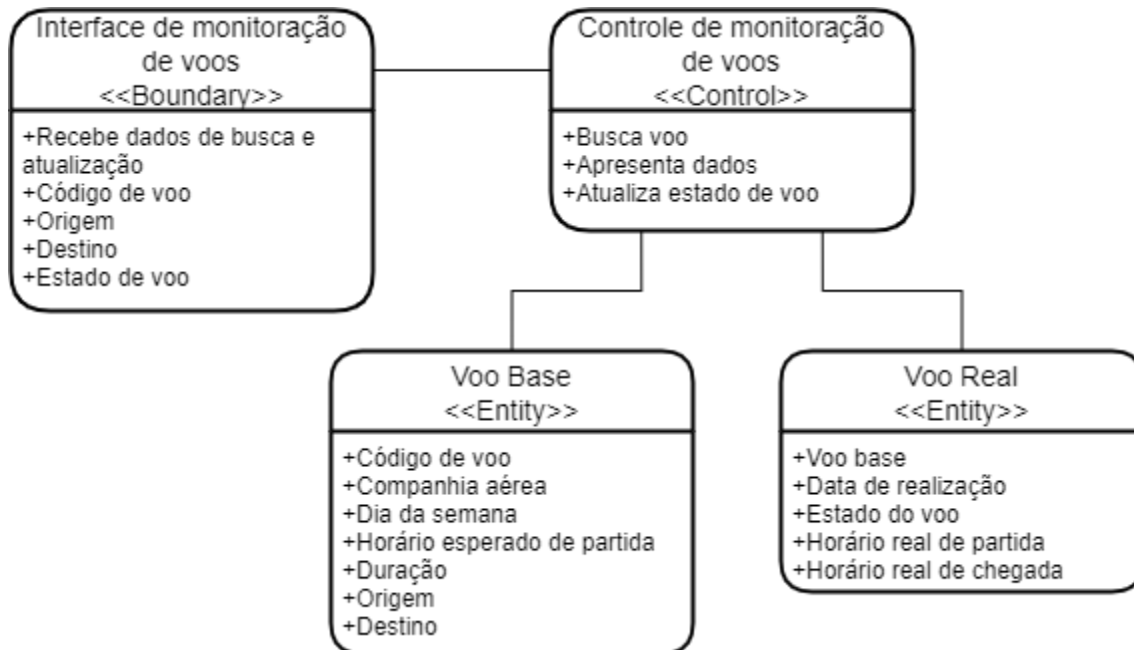 Interface de monitoração
de voos
<<Boundary>>
+Recebe dados de busca e
atualização
+Código de voo
+Origem
+Destino
+Estado de voo
Controle de monitoração
de voos
<<Control>>
+Busca voo
+Apresenta dados
+Atualiza estado de voo
Voo Base
<<Entity>>
+Código de voo
+Companhia aérea
+Dia da semana
+Horário esperado de partida
+Duração
+Origem
+Destino
Voo Real
<<Entity>>
+Voo base
+Data de realização
+Estado do voo
+Horário real de partida
+Horário real de chegada